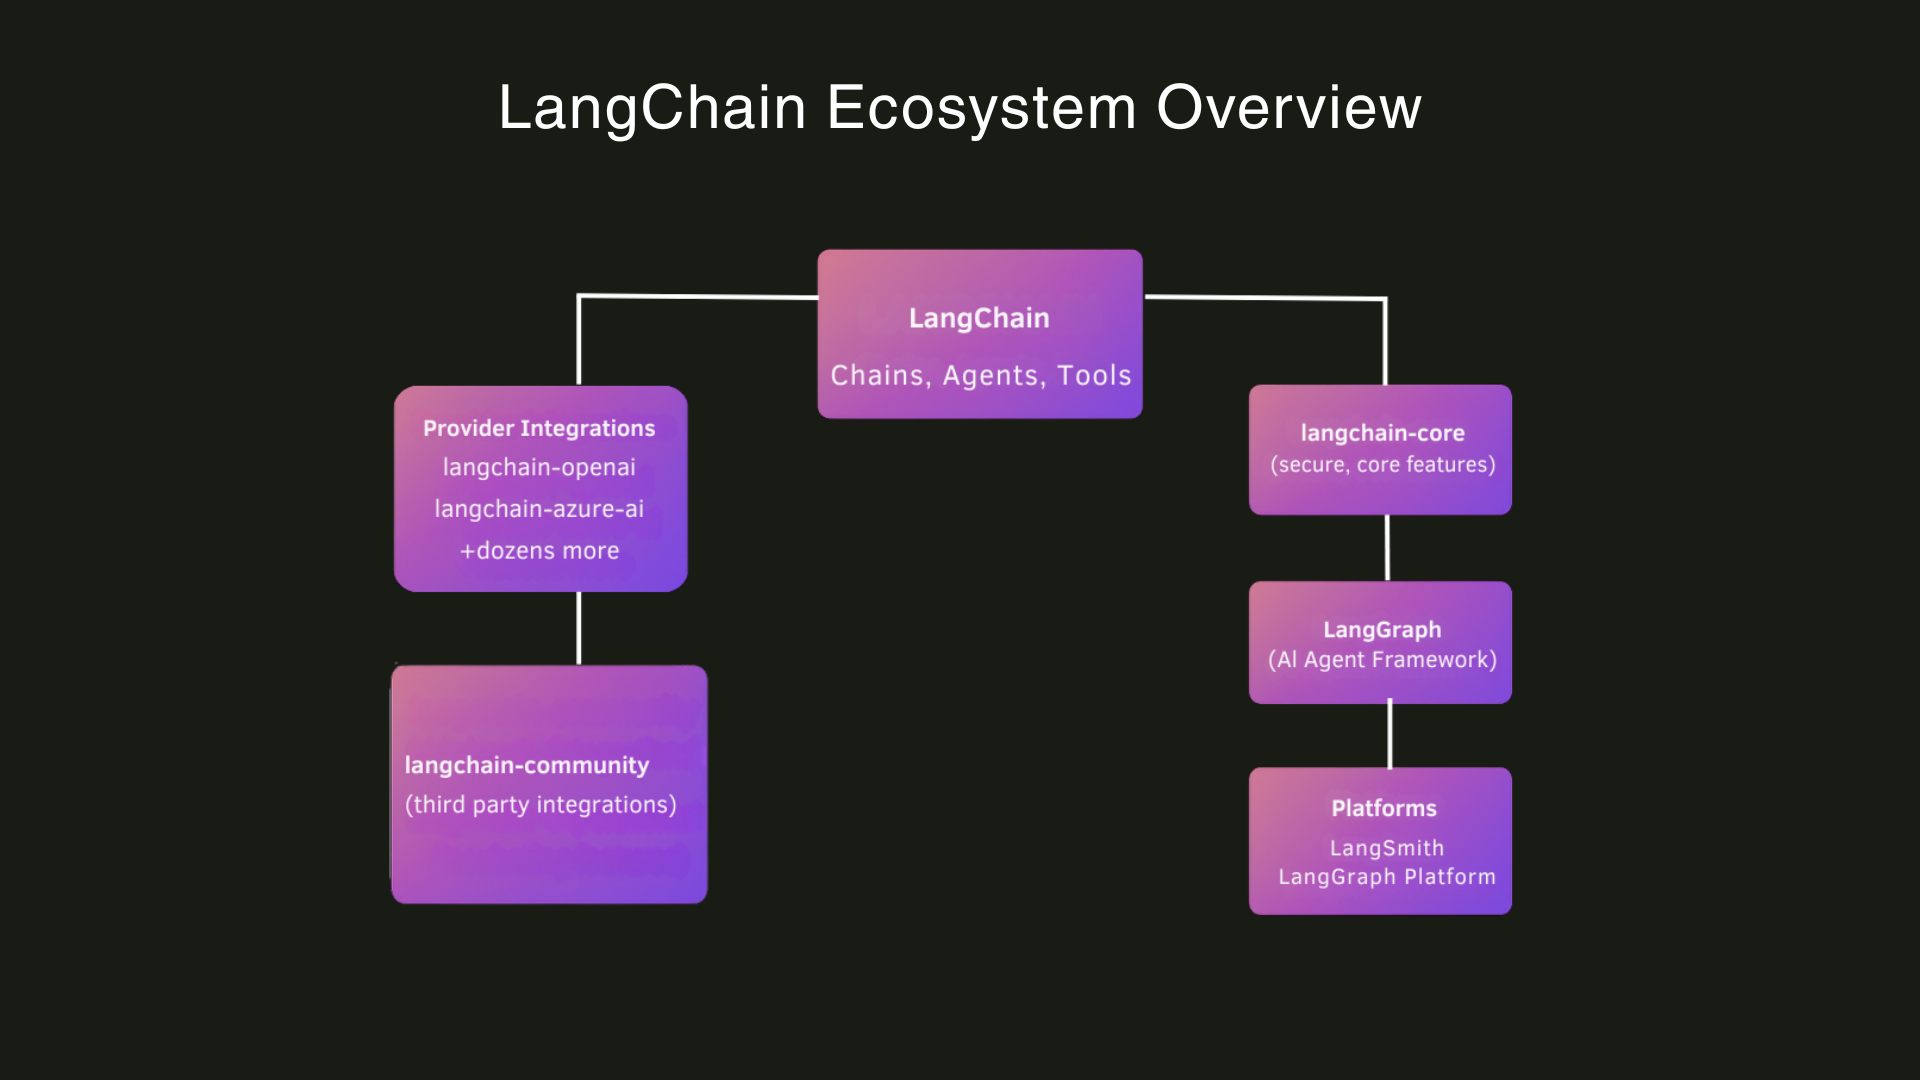 LangChain Ecosystem Overview
LangChain
Chains, Agents, Tools
Provider Integrations
langchain-openai
langchain-azure-ai
+dozens more
langchain-community
(third party integrations)
langchain-core
(secure, core features)
LangGraph
(AI Agent Framework)
Platforms
LangSmith
LangGraph Platform